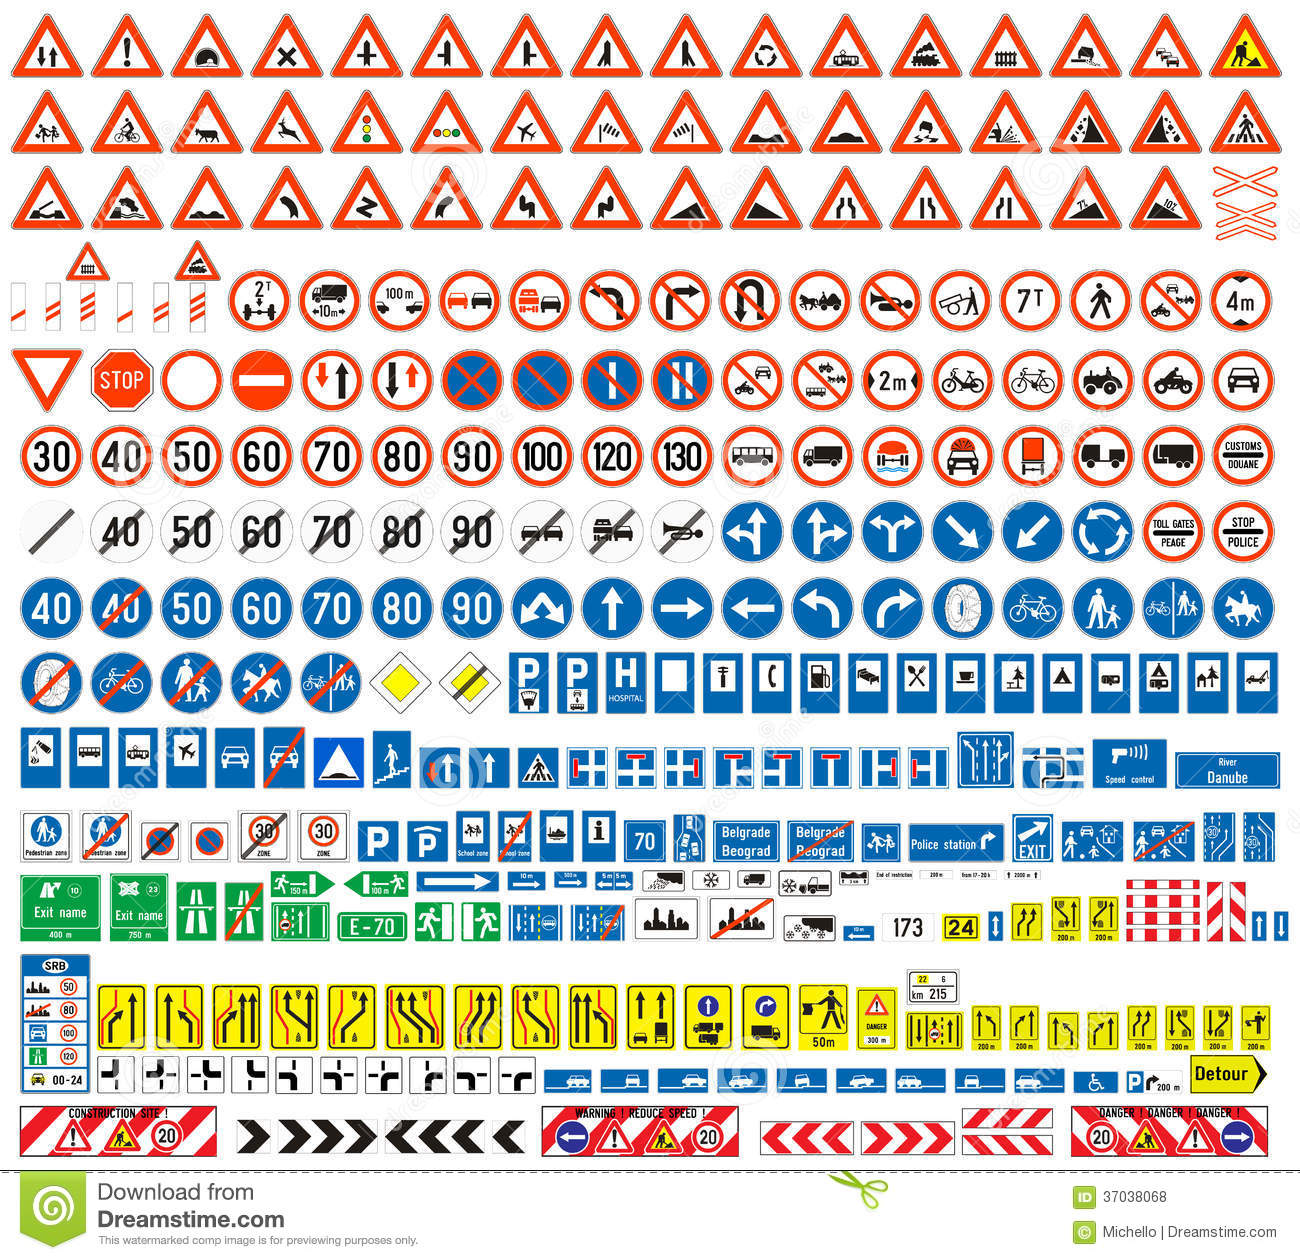 7%
10%
2T
10m
100 m
7T
4m
STOP
2m
30
40
50
60
70
80
90
100
120
130
CUSTOMS
DOUANE
40
50
60
70
80
90
TOLL GATES
PEAGE
STOP
POLICE
40
40
50
60
70
80
90
P
P
H
HOSPITAL
Speed control
River
Danube
Pedestrian zone
Pedestrian zone
30
ZONE
30
ZONE
P
P
School zone
School zone
i
70
Belgrade
Beograd
Belgrade
Beograd
Police station
EXIT
30
30
10
Exit name
400 m
23
Exit name
750 m
150 m
100 m
E-70
10 m
500 m
5 m 5 m
3 km
End of restriction
200 m
from 17-20 h
2000 m
10 m
173
24
200 m
200 m
SRB
50
80
100
120
00-24
50m
DANGER
300 m
22 6
km 215
200 m
200 m
200 m
200 m
200 m
200 m
P 200 m
Detour
CONSTRUCTION SITE !
20
WARNING ! REDUCE SPEED !
20
DANGER ! DANGER ! DANGER !
20
Download from
Dreamstime.com
This watermarked comp image is for previewing purposes only.
ID 37038068
© Michello | Dreamstime.com